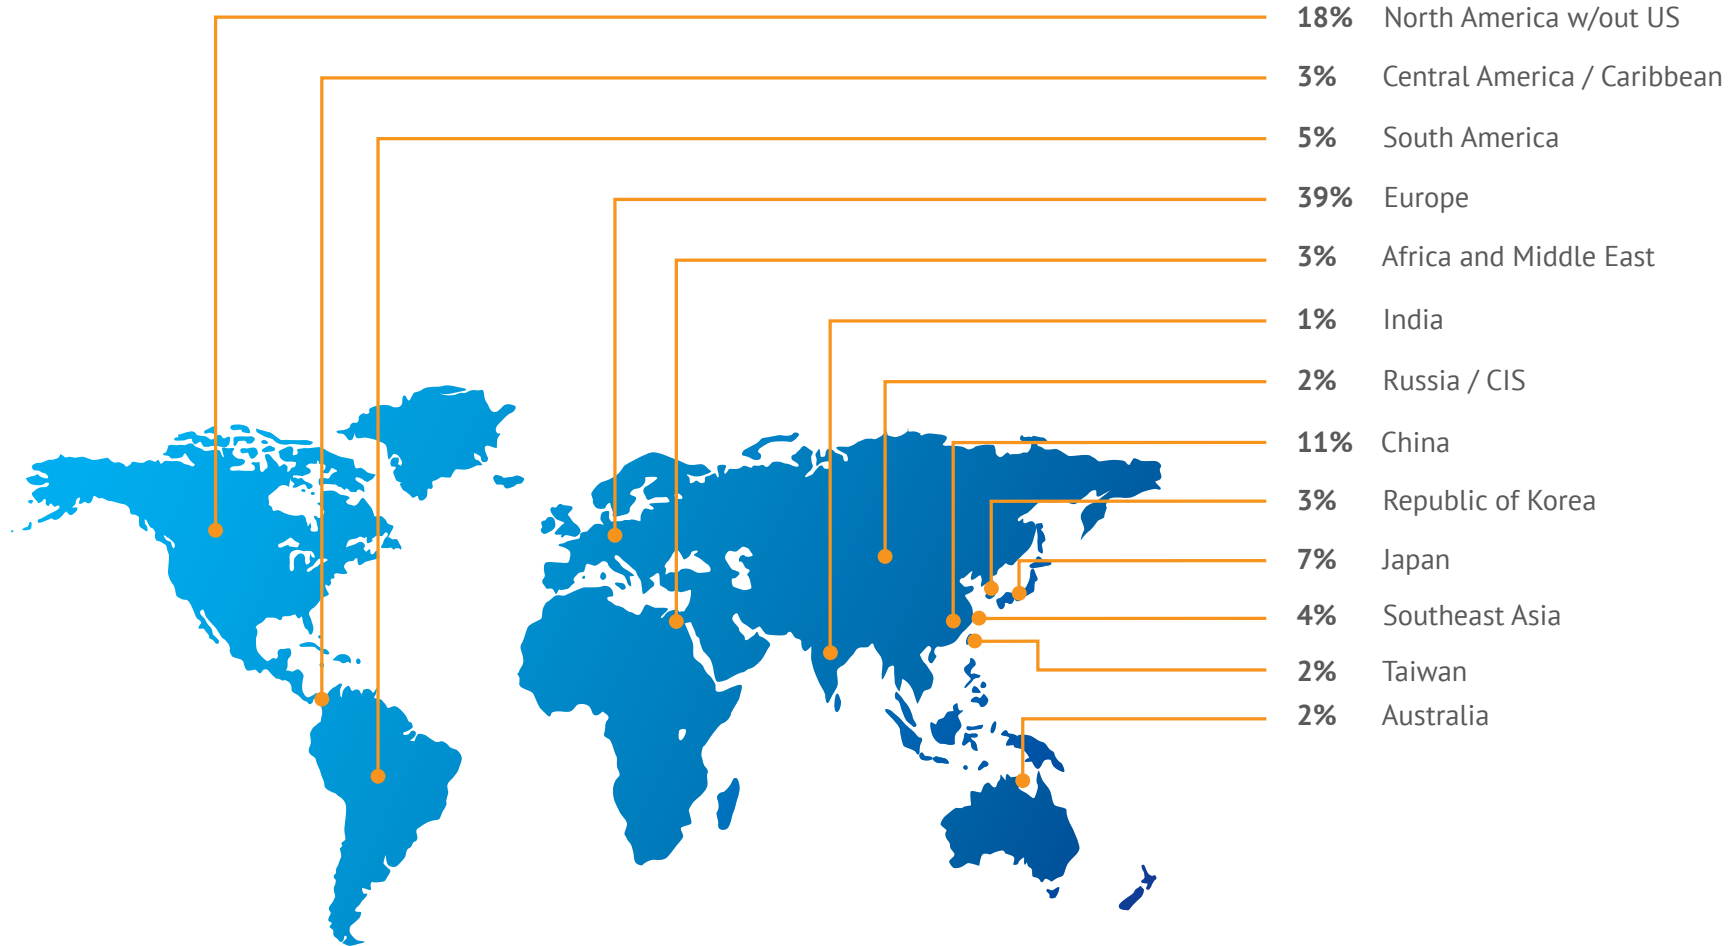 18% North America w/out US
3% Central America / Caribbean
5% South America
39% Europe
3% Africa and Middle East
1% India
2% Russia / CIS
11% China
3% Republic of Korea
7% Japan
4% Southeast Asia
2% Taiwan
2% Australia